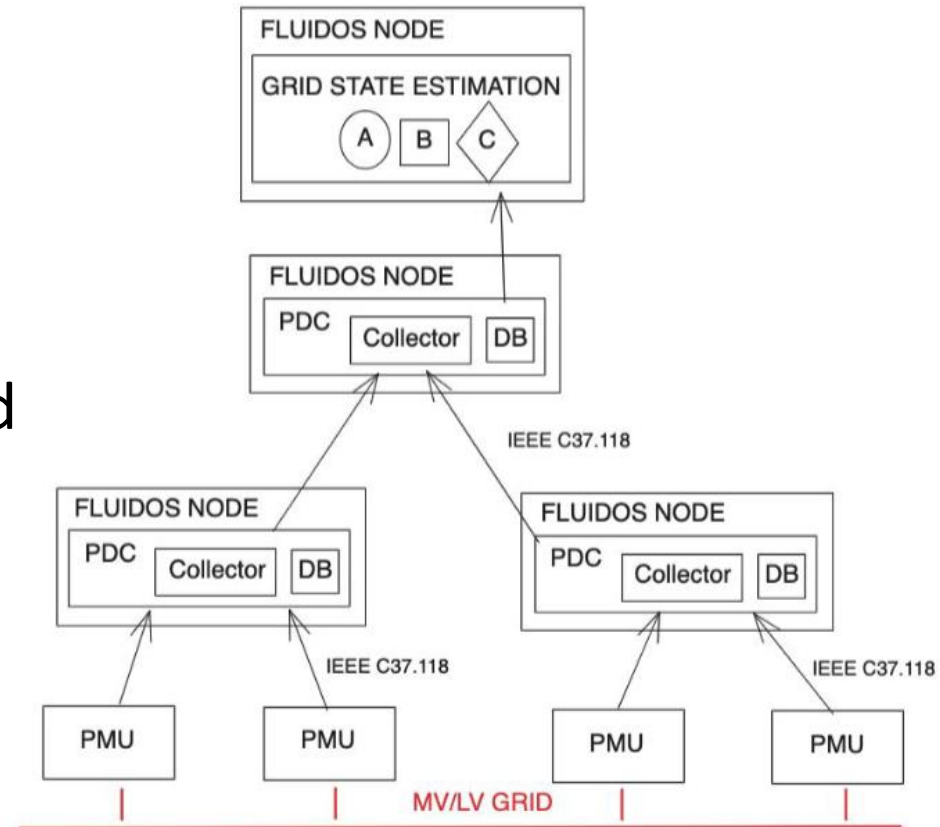 FLUIDOS NODE
GRID STATE ESTIMATION
A B C
FLUIDOS NODE
PDC Collector DB
d
IEEE C37.118
FLUIDOS NODE
PDC Collector DB
FLUIDOS NODE
PDC Collector DB
IEEE C37.118
IEEE C37.118
PMU PMU PMU PMU
MV/LV GRID